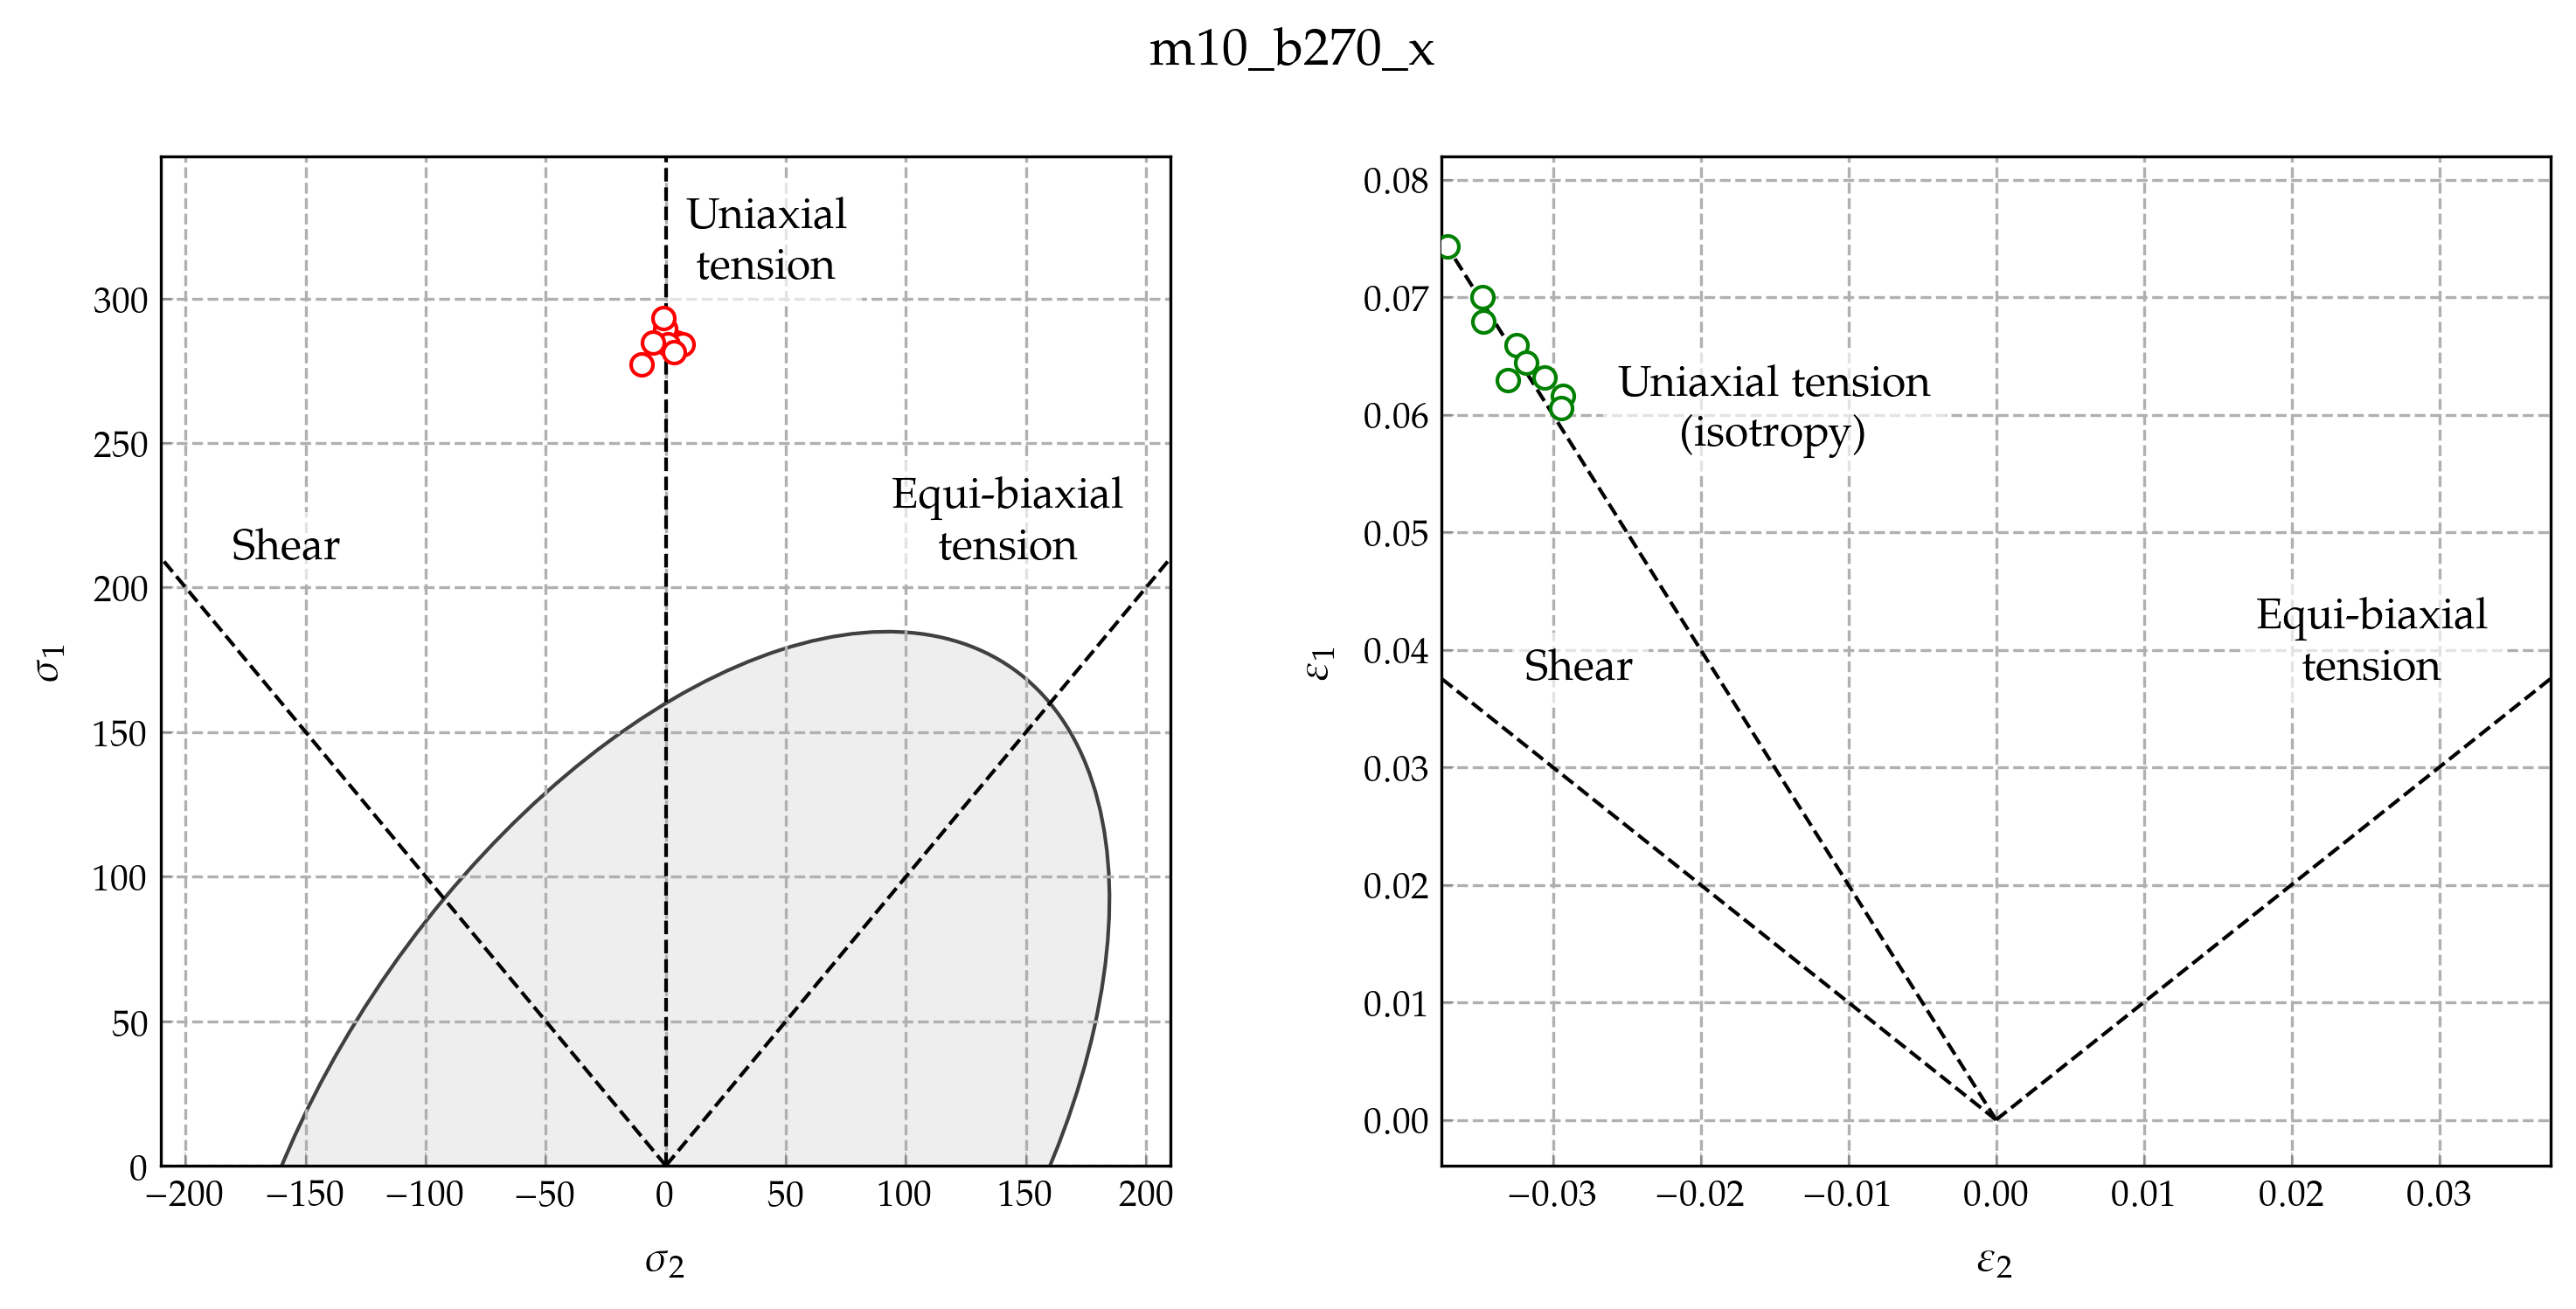 m10_b270_x
Uniaxial
tension
Equi-biaxial
tension
Shear
300
250
200
150
100
50
0
σ1
−200 −150 −100 −50 0 50 100 150 200
σ2
Uniaxial tension
(isotropy)
Equi-biaxial
tension
Shear
0.08
0.07
0.06
0.05
0.04
0.03
0.02
0.01
0.00
ε1
−0.03 −0.02 −0.01 0.00 0.01 0.02 0.03
ε2